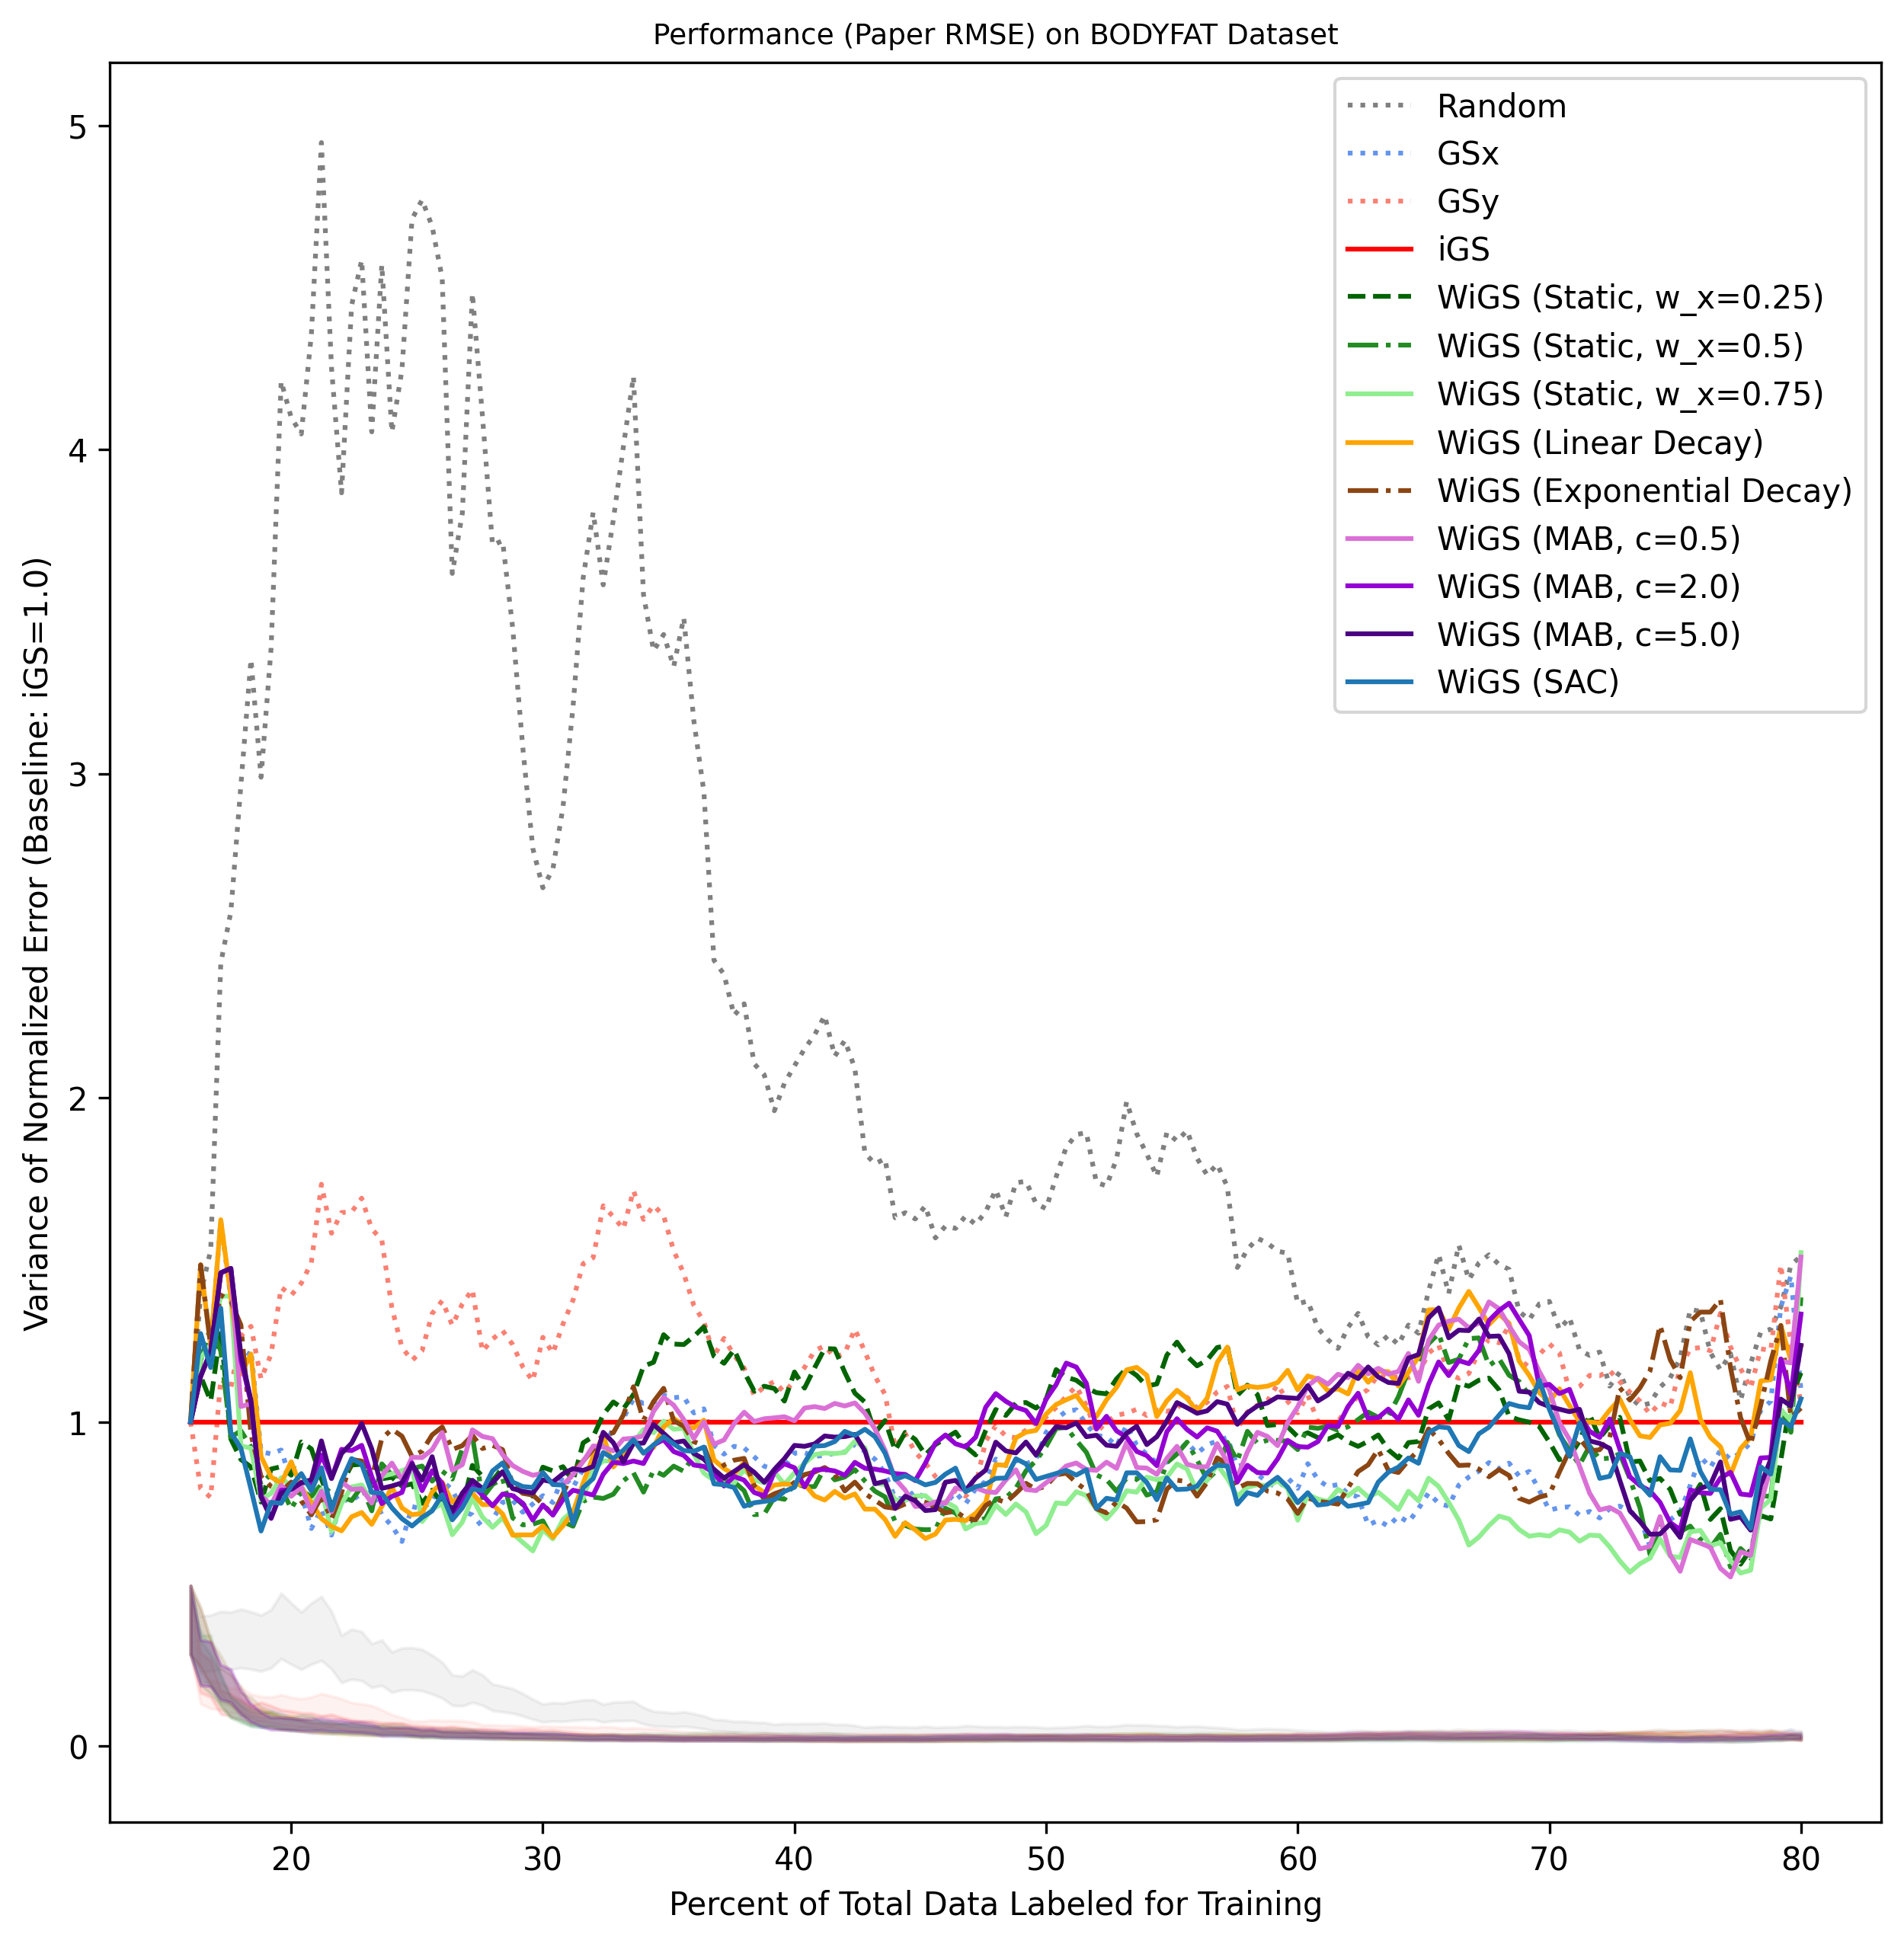 Performance (Paper RMSE) on BODYFAT Dataset
Variance of Normalized Error (Baseline: iGS=1.0)
5
4
3
2
1
0
Random
GSx
GSy
iGS
WiGS (Static, w_x=0.25)
WiGS (Static, w_x=0.5)
WiGS (Static, w_x=0.75)
WiGS (Linear Decay)
WiGS (Exponential Decay)
WiGS (MAB, c=0.5)
WiGS (MAB, c=2.0)
WiGS (MAB, c=5.0)
WiGS (SAC)
20 30 40 50 60 70 80
Percent of Total Data Labeled for Training